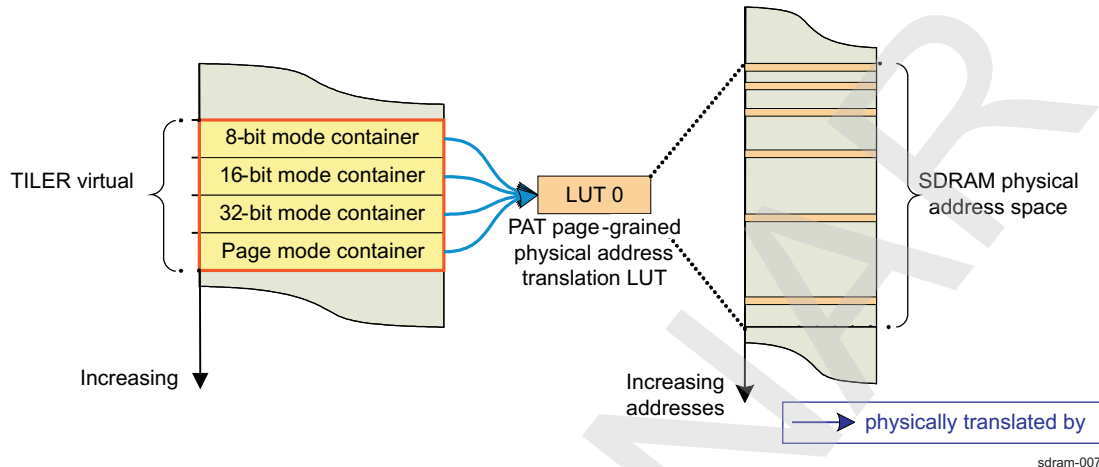 8-bit mode container
16-bit mode container
32-bit mode container
Page mode container
TILER virtual
Increasing
LUT 0
PAT page-grained
physical address
translation LUT
SDRAM physical
address space
Increasing
addresses
physically translated by
sdram-007
NAR